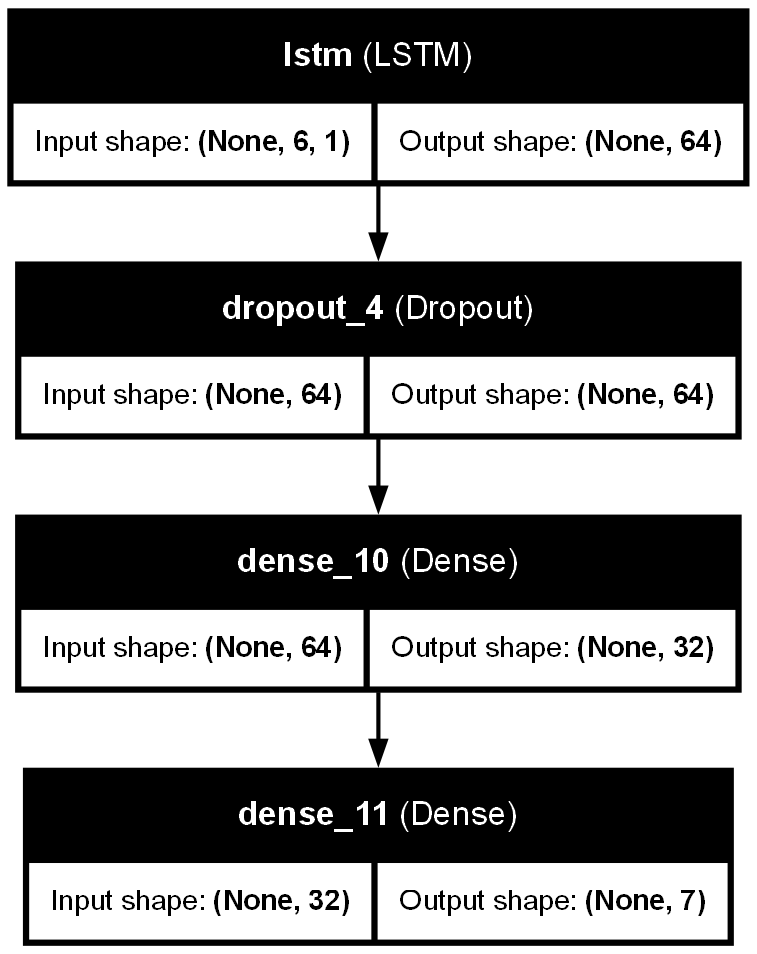 lstm (LSTM)
Input shape: (None, 6, 1) Output shape: (None, 64)
dropout_4 (Dropout)
Input shape: (None, 64) Output shape: (None, 64)
dense_10 (Dense)
Input shape: (None, 64) Output shape: (None, 32)
dense_11 (Dense)
Input shape: (None, 32) Output shape: (None, 7)